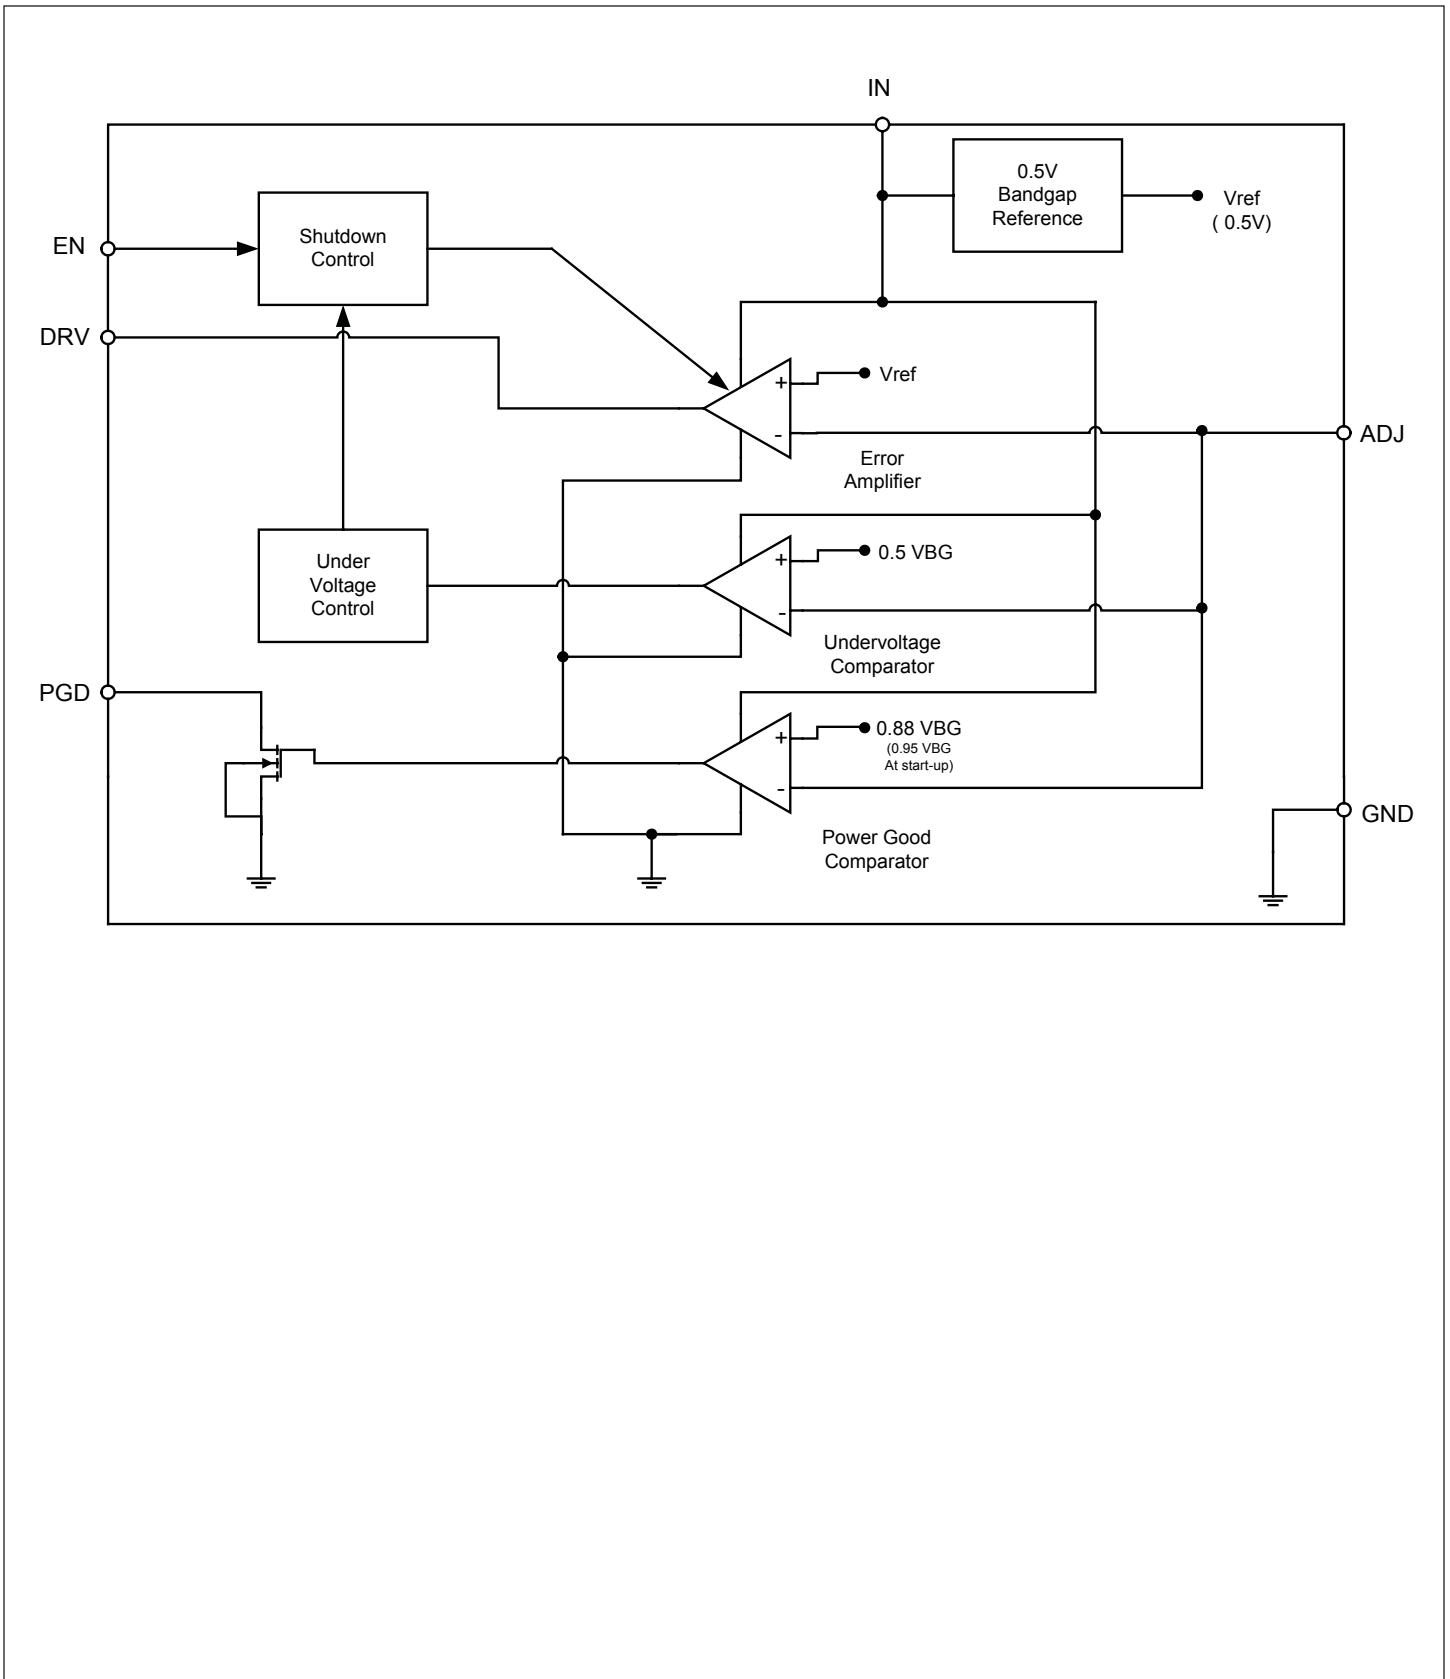 IN
0.5V
Bandgap
Reference
Vref
( 0.5V)
EN
Shutdown
Control
DRV
+
Vref
-
ADJ
Error
Amplifier
Under
Voltage
Control
+
0.5 VBG
-
Undervoltage
Comparator
PGD
+
0.88 VBG
(0.95 VBG
At start-up)
-
GND
Power Good
Comparator